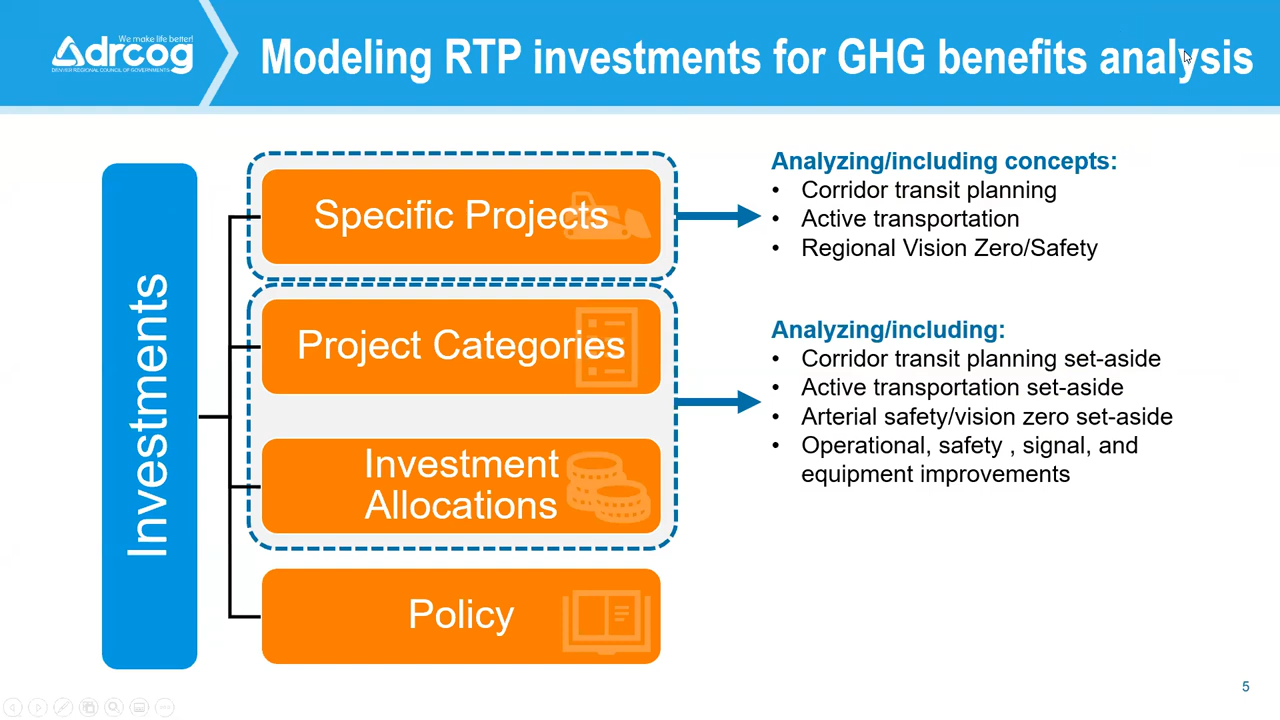 We make life better!
drcog
DENVER REGIONAL COUNCIL OF GOVERNMENTS
Modeling RTP investments for GHG benefits analysis
Investments
Specific Projects
Project Categories
Investment
Allocations
Policy
Analyzing/including concepts:
• Corridor transit planning
• Active transportation
• Regional Vision Zero/Safety
Analyzing/including:
• Corridor transit planning set-aside
• Active transportation set-aside
• Arterial safety/vision zero set-aside
• Operational, safety , signal, and
equipment improvements
5